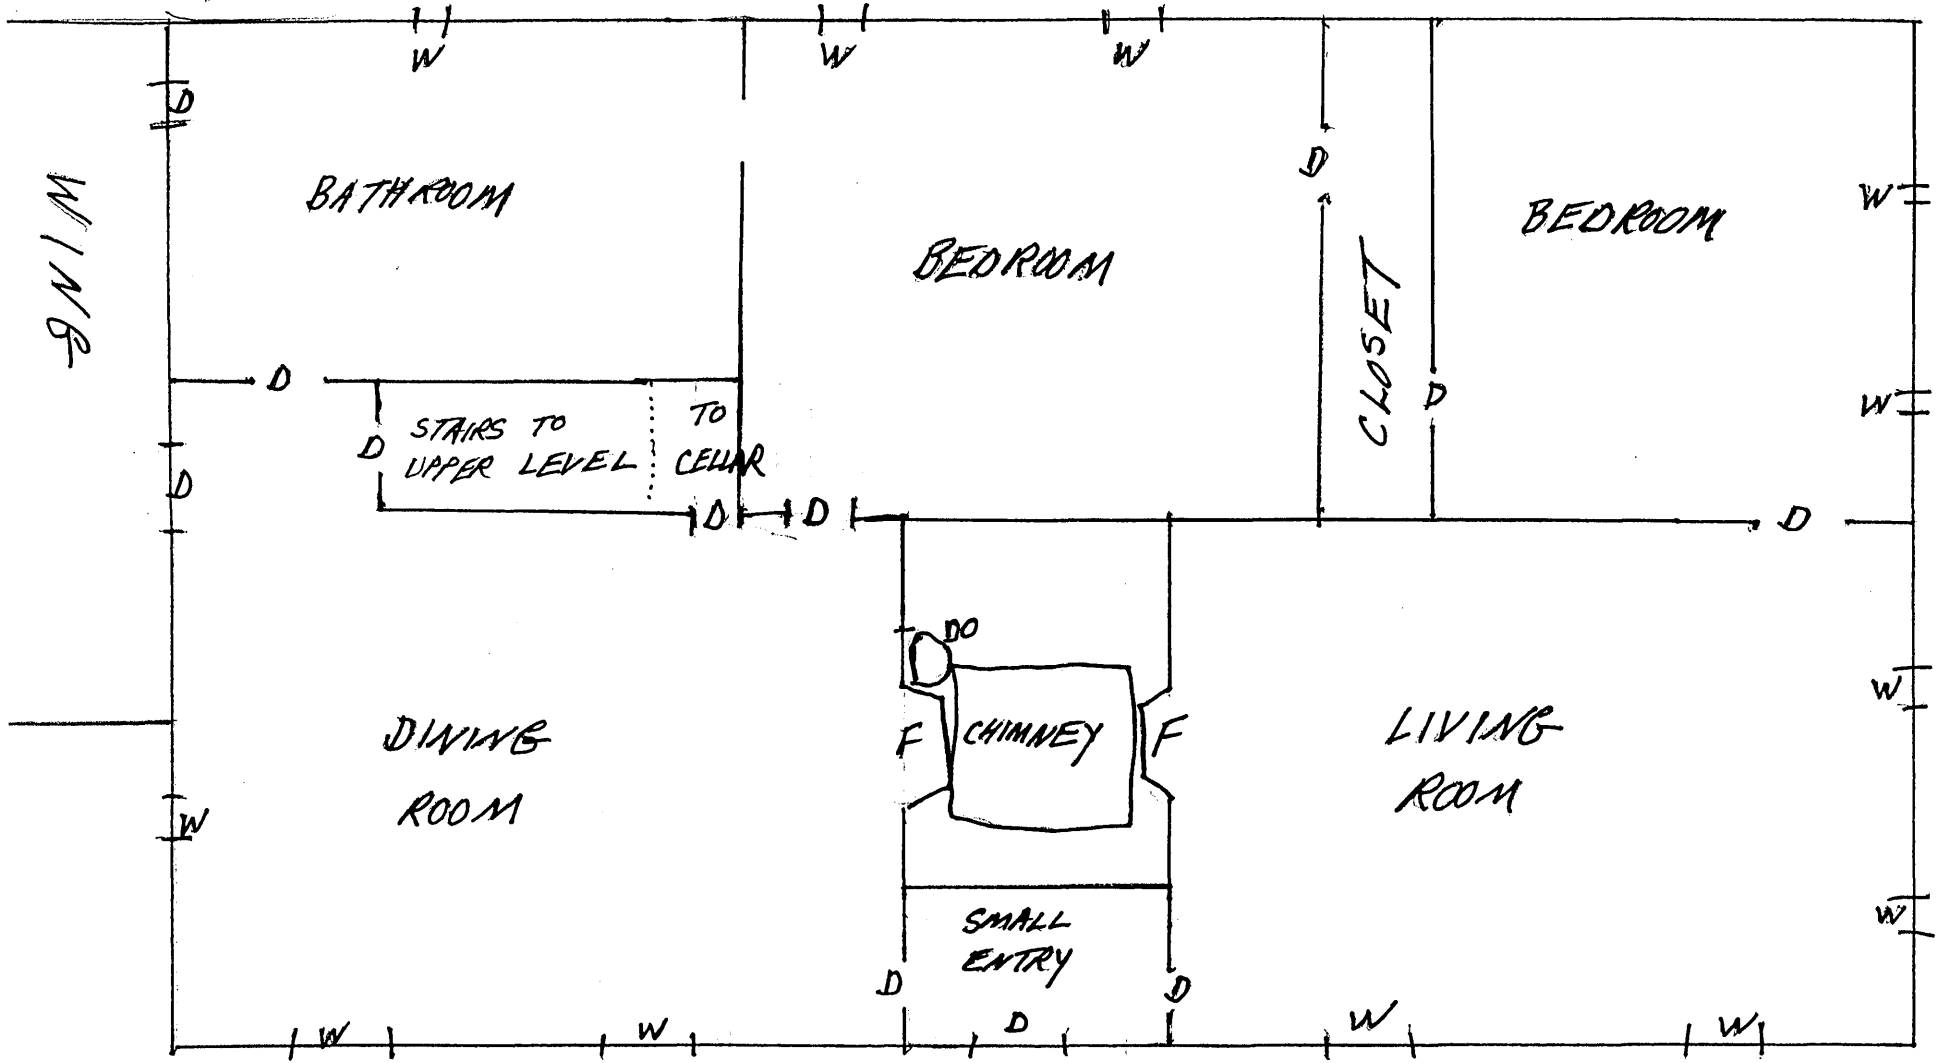 W
W
W
D
D
WING
BATHROOM
BEDROOM
CLOSET
BEDROOM
W
W
D
D
D
STAIRS TO
UPPER LEVEL
TO
CELLAR
D
D
D
D
D
DO
DINING
ROOM
F
CHIMNEY
F
LIVING
ROOM
W
W
W
SMALL
ENTRY
D
D
W
W
D
W
W